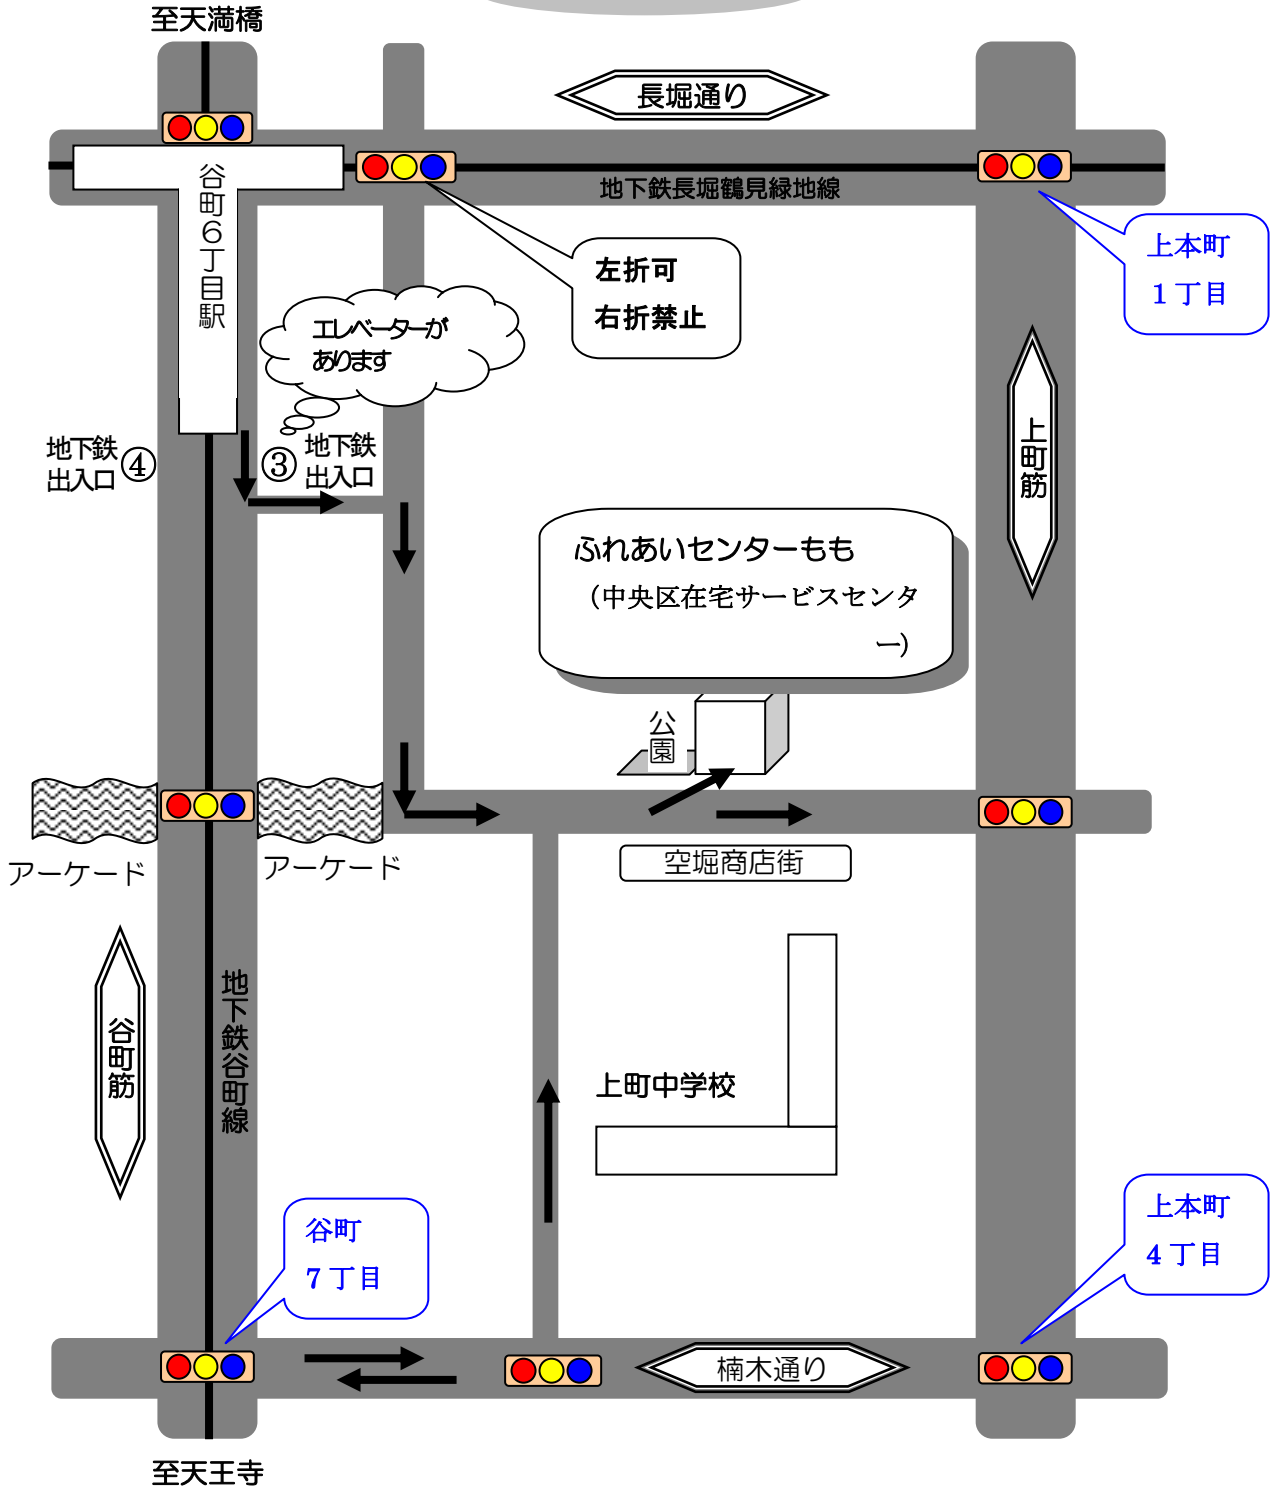 至天満橋
長堀通り
地下鉄長堀鶴見緑地線
谷町６丁目駅
左折可
右折禁止
上本町
１丁目
エレベーターが
あります
地下鉄
出入口
④
③
地下鉄
出入口
上町筋
ふれあいセンターもも
（中央区在宅サービスセンタ
ー）
公
園
アーケード
アーケード
空堀商店街
谷町筋
地下鉄谷町線
上町中学校
谷町
7 丁目
上本町
4 丁目
楠木通り
至天王寺